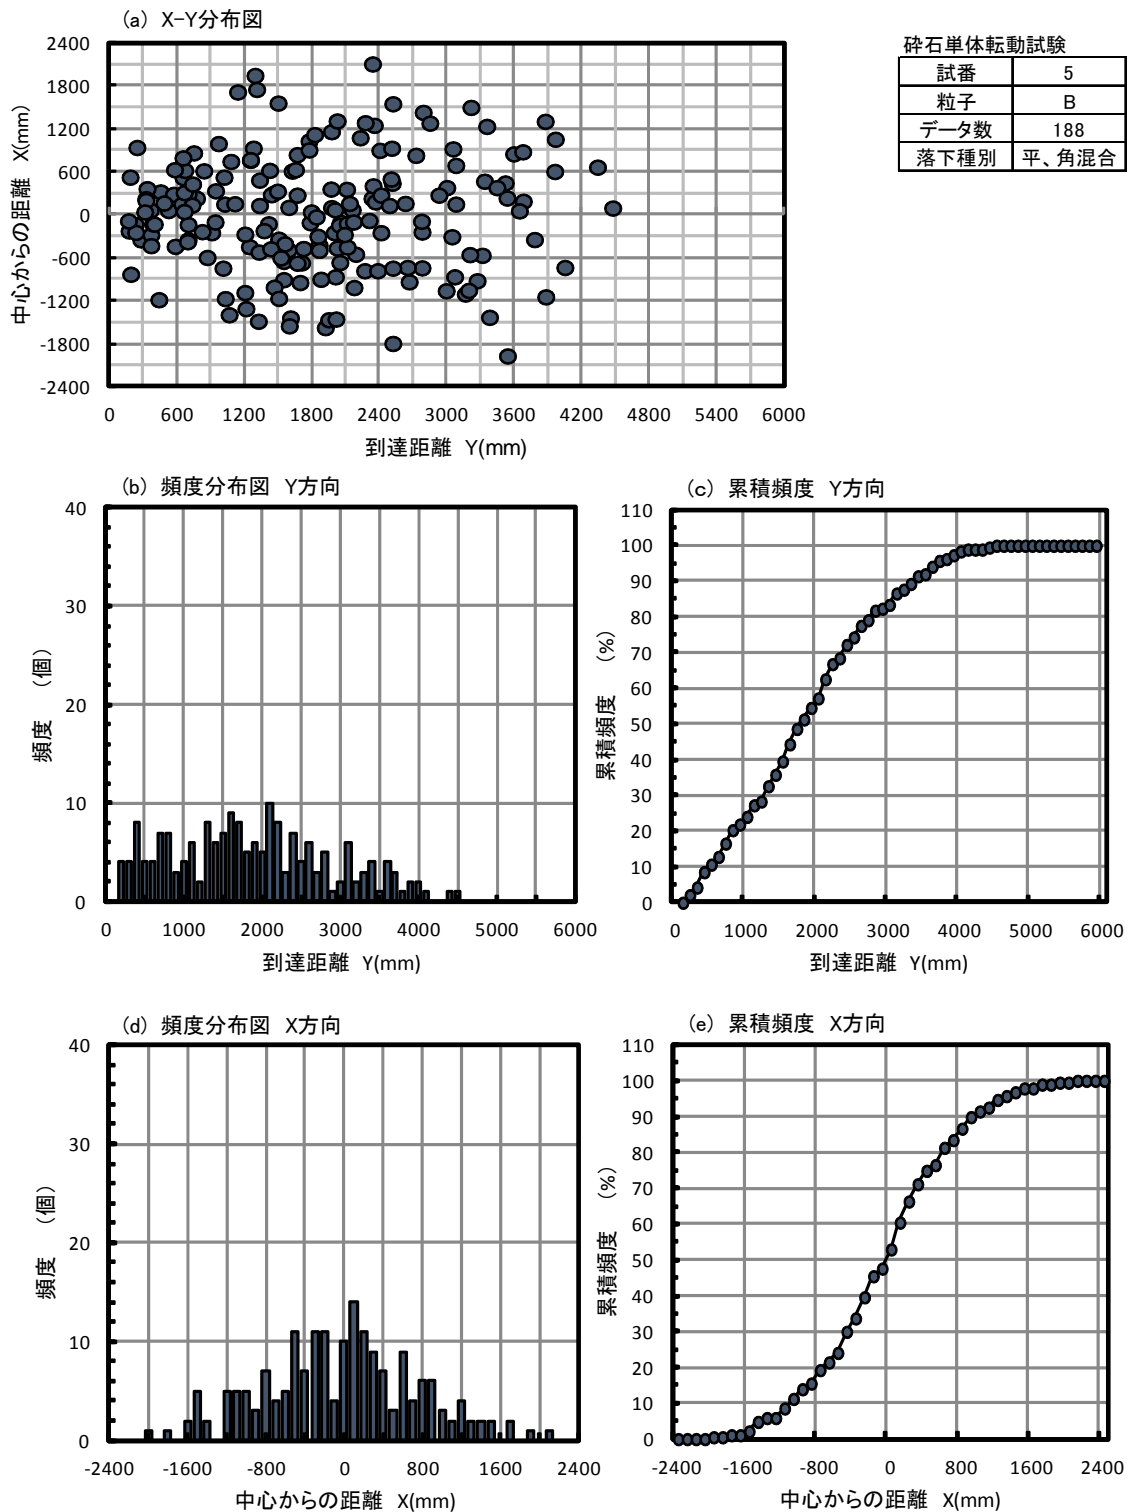 (a) X-Y分布図
2400
1800
1200
600
0
-600
-1200
-1800
-2400
中心からの距離 X(mm)
0 600 1200 1800 2400 3000 3600 4200 4800 5400 6000
到達距離 Y(mm)
砕石単体転動試験
試番 5
粒子 B
データ数 188
落下種別 平、角混合
(b) 頻度分布図 Y方向
40
30
20
10
0
頻度 (個)
0 1000 2000 3000 4000 5000 6000
到達距離 Y(mm)
(c) 累積頻度 Y方向
110
100
90
80
70
60
50
40
30
20
10
0
累積頻度 (%)
0 1000 2000 3000 4000 5000 6000
到達距離 Y(mm)
(d) 頻度分布図 X方向
40
30
20
10
0
頻度 (個)
-2400 -1600 -800 0 800 1600 2400
中心からの距離 X(mm)
(e) 累積頻度 X方向
110
100
90
80
70
60
50
40
30
20
10
0
累積頻度 (%)
-2400 -1600 -800 0 800 1600 2400
中心からの距離 X(mm)